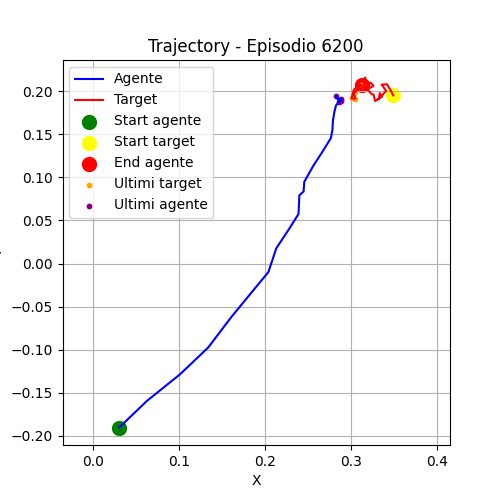 Trajectory - Episodio 6200
Agente
Target
Start agente
Start target
End agente
Ultimi target
Ultimi agente
0.20
0.15
0.10
0.05
0.00
−0.05
−0.10
−0.15
−0.20
0.0 0.1 0.2 0.3 0.4
X